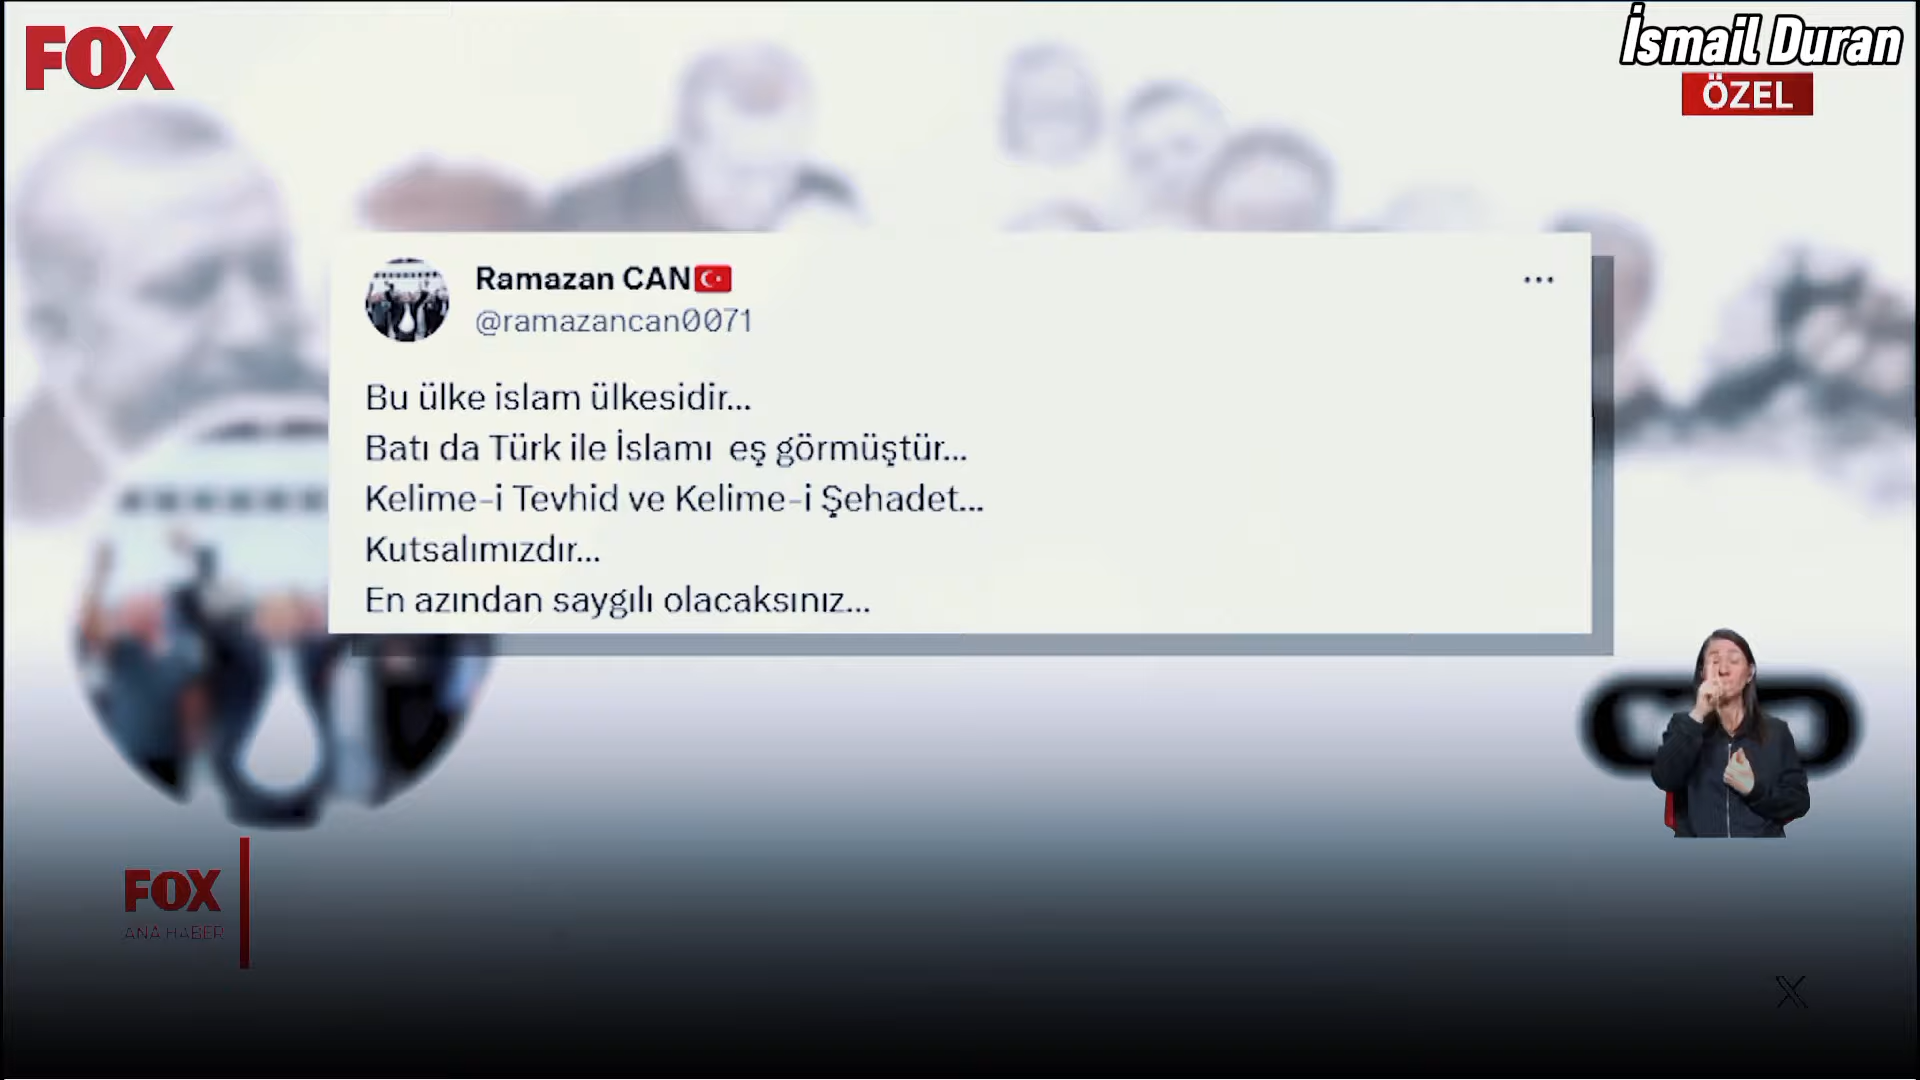 FOX
İsmail Duran
ÖZEL
Ramazan CAN
@ramazancan0071
Bu ülke islam ülkesidir...
Batı da Türk ile İslamı eş görmüştür...
Kelime-i Tevhid ve Kelime-i Şehadet...
Kutsalımızdır...
En azından saygılı olacaksınız...
FOX
ANA HABER